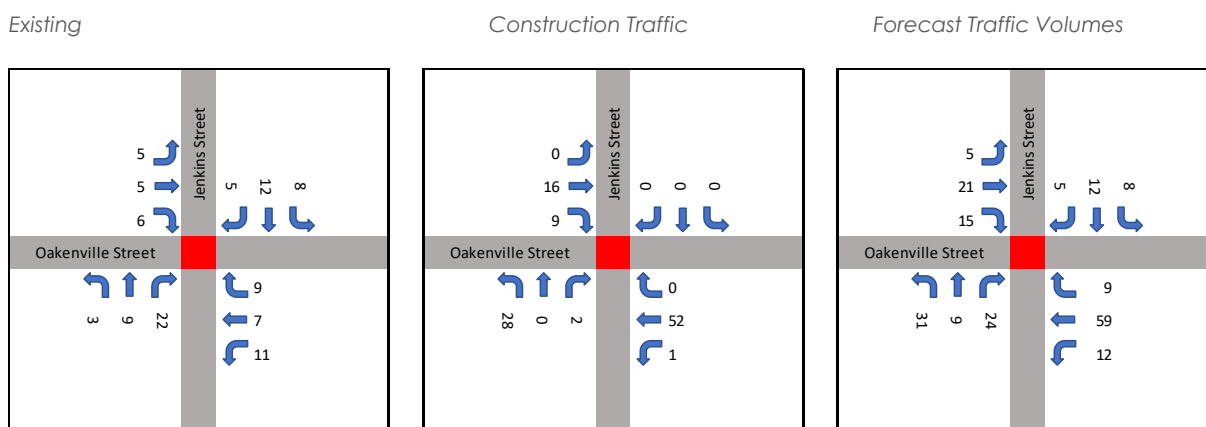 Existing
Construction Traffic
Forecast Traffic Volumes
Jenkins Street
5
5
6
5 12 8
Oakenville Street
3 9 22
9
7
11
Jenkins Street
0
16
9
0 0 0
Oakenville Street
28 0 2
0
52
1
Jenkins Street
5
21
15
5 12 8
Oakenville Street
31 9 24
9
59
12